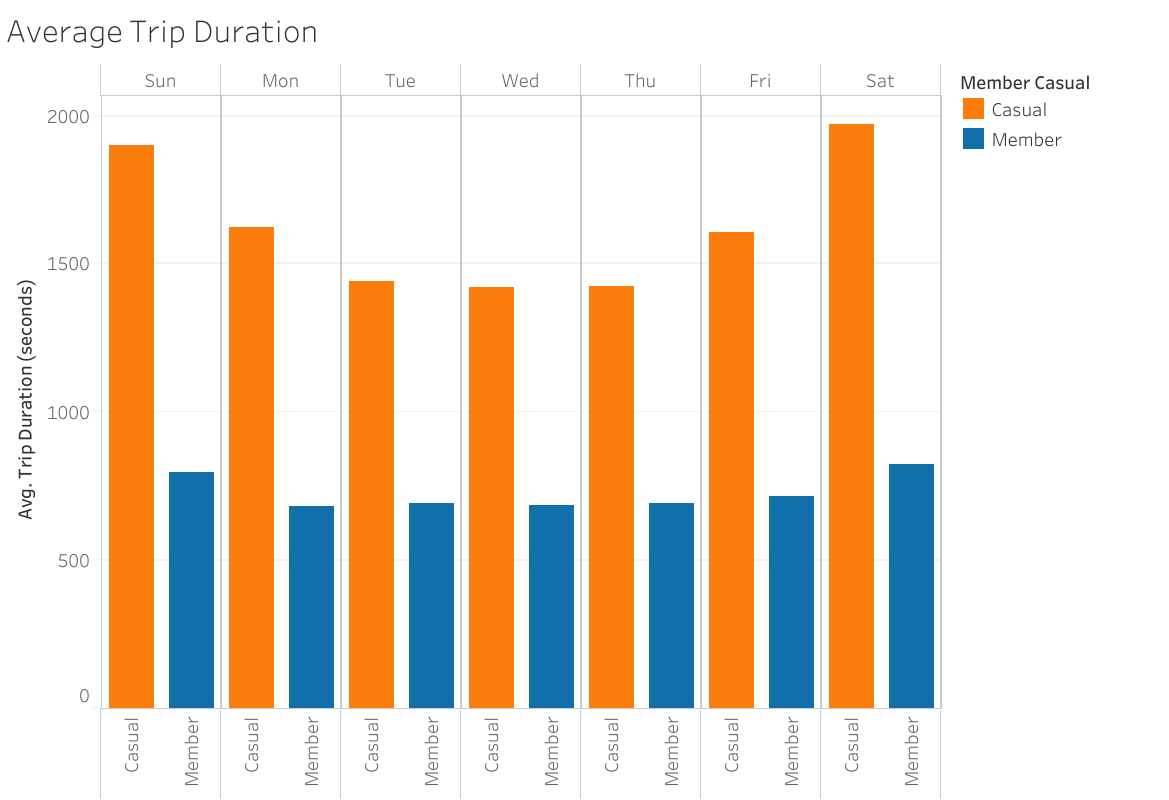 Average Trip Duration
Sun Mon Tue Wed Thu Fri Sat
Member Casual
Casual
Member
Avg. Trip Duration (seconds)
2000
1500
1000
500
0
Casual Member Casual Member Casual Member Casual Member Casual Member Casual Member Casual Member